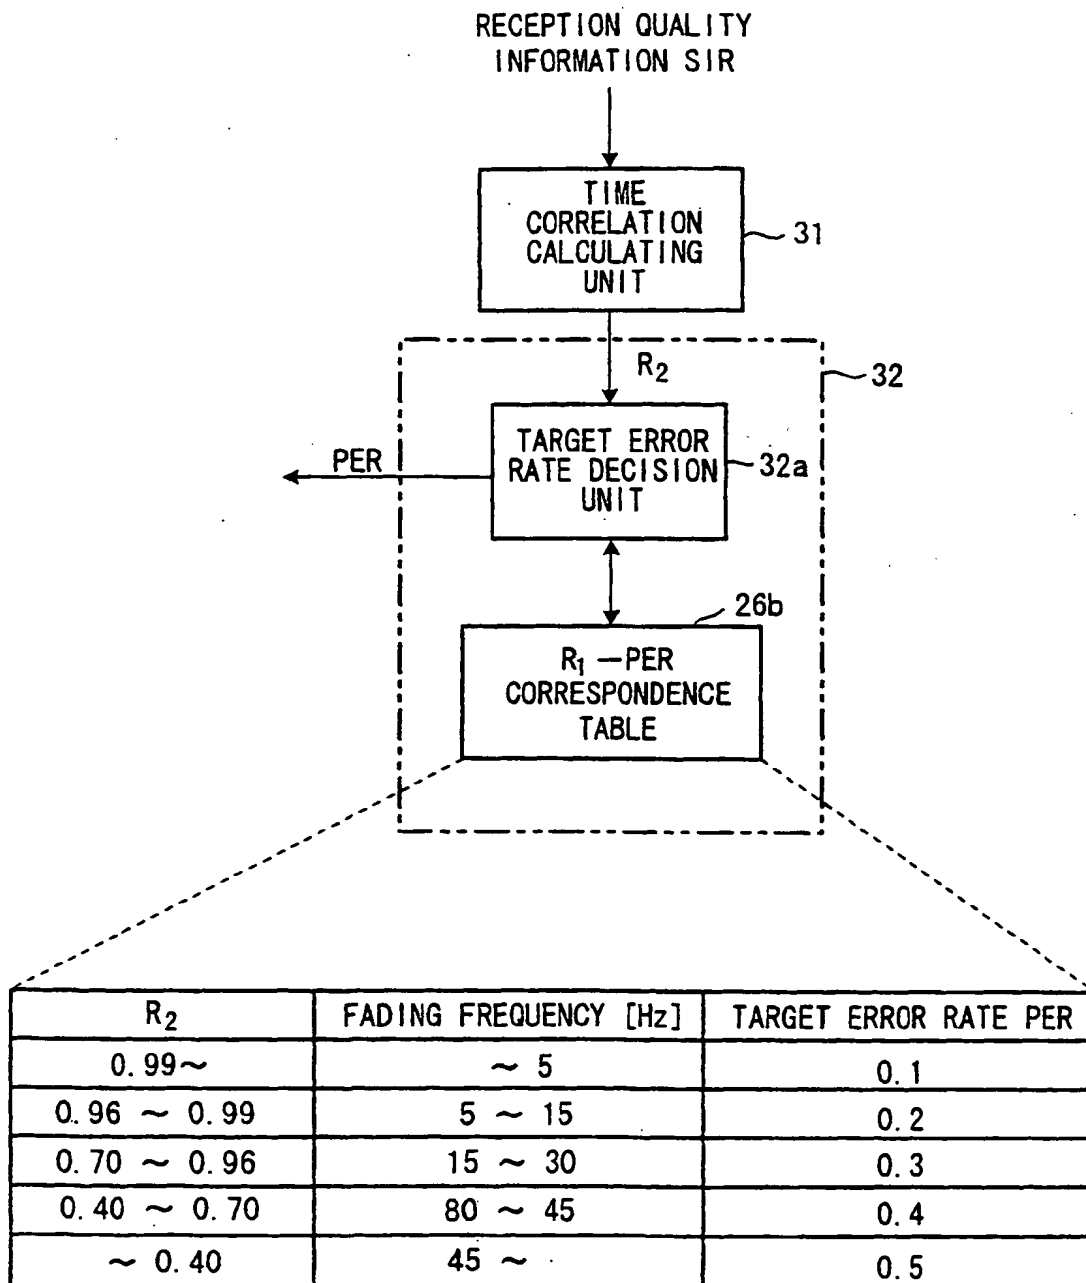 RECEPTION QUALITY
INFORMATION SIR
TIME
CORRELATION
CALCULATING
UNIT
31
R2
32
TARGET ERROR
RATE DECISION
UNIT
32a
PER
26b
R1 —PER
CORRESPONDENCE
TABLE
R2 FADING FREQUENCY [Hz] TARGET ERROR RATE PER
0.99~ ~ 5 0.1
0.96 ~ 0.99 5 ~ 15 0.2
0.70 ~ 0.96 15 ~ 30 0.3
0.40 ~ 0.70 80 ~ 45 0.4
~ 0.40 45 ~ 0.5